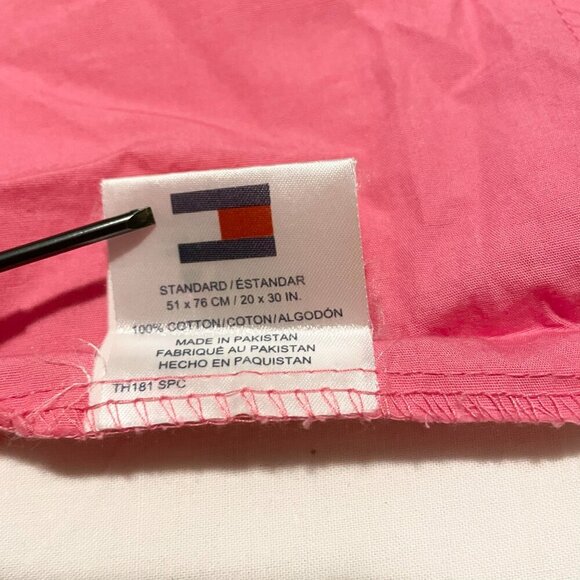 STANDARD/ÉSTANDAR
51 x 76 CM / 20 x 30 IN.
100% COTTON/COTON/ALGODÓN
MADE IN PAKISTAN
FABRIQUÉ AU PAKISTAN
HECHO EN PAQUISTAN
TH181 SPC